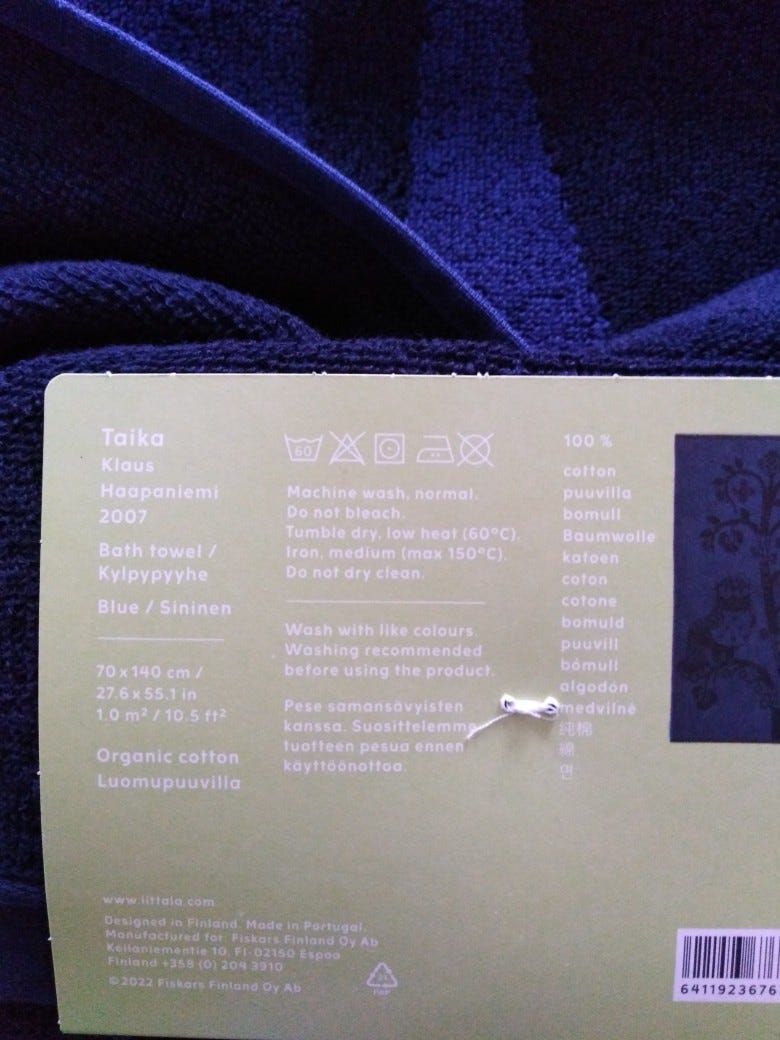 Taika
Klaus
Haapaniemi
2007
Bath towel /
Kylpypyyhe
Blue / Sininen
70 x 140 cm /
27.6 x 55.1 in
1.0 m² / 10.5 ft²
Organic cotton
Luomupuuvilla
60
Machine wash, normal.
Do not bleach.
Tumble dry, low heat (60°C).
Iron, medium (max 150°C).
Do not dry clean.
Wash with like colours.
Washing recommended
before using the product.
Pese samansävyisten
kanssa. Suosittelemme
tuotteen pesua ennen
käyttöönottoa.
100 %
cotton
puuvilla
bomull
Baumwolle
katoen
coton
cotone
bomuld
puuvill
bómull
algodón
medvilnė
纯棉
綿
면
www.iittala.com
Designed in Finland. Made in Portugal.
Manufactured for: Fiskars Finland Oy Ab
Keilaniementie 10, FI-02150 Espoo
Finland +358 (0) 204 3910
©2022 Fiskars Finland Oy Ab
PAP
6411923676